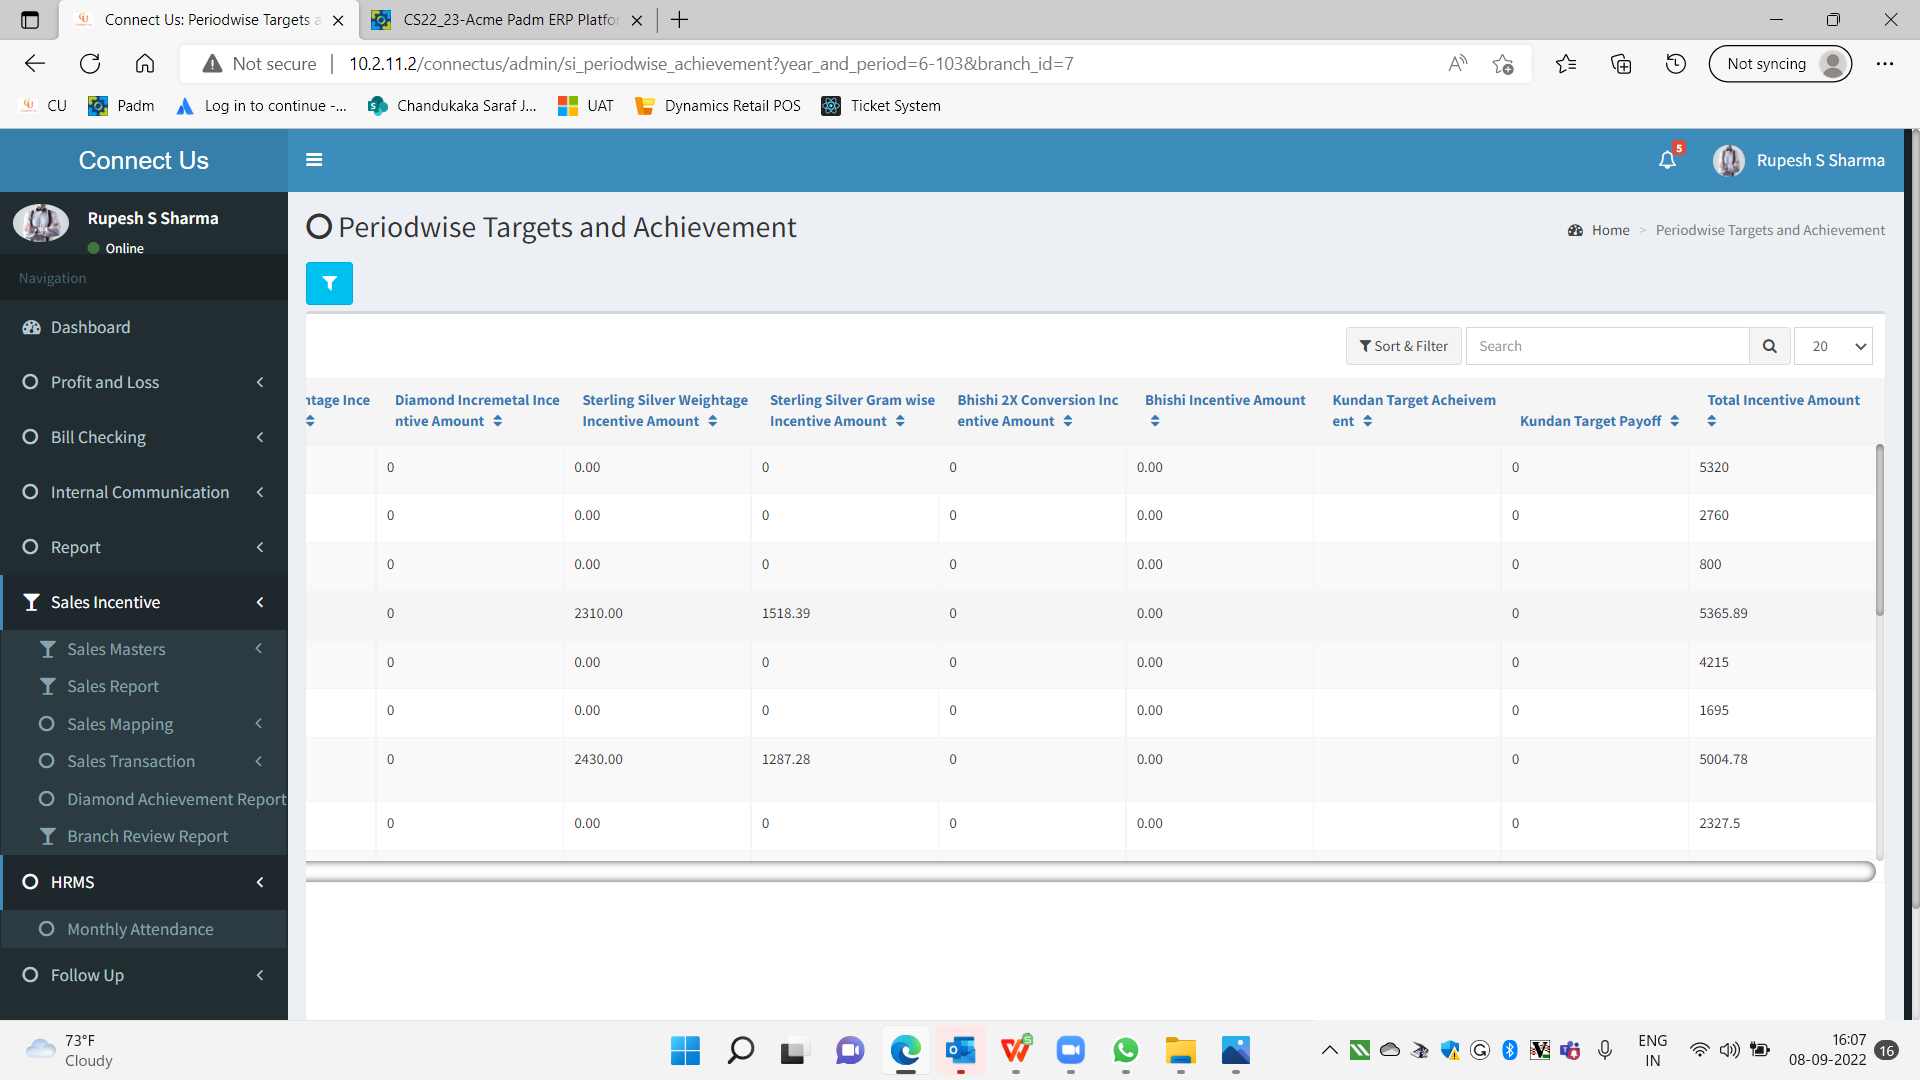 Connect Us: Periodwise Targets a
CS22_23-Acme Padm ERP Platfo
Not secure
10.2.11.2/connectus/admin/si_periodwise_achievement?year_and_period=6-103&branch_id=7
Not syncing
CU
Padm
Log in to continue -...
Chandukaka Saraf J...
UAT
Dynamics Retail POS
Ticket System
Connect Us
5
Rupesh S Sharma
Rupesh S Sharma
Online
Navigation
Dashboard
Profit and Loss
Bill Checking
Internal Communication
Report
Sales Incentive
Sales Masters
Sales Report
Sales Mapping
Sales Transaction
Diamond Achievement Report
Branch Review Report
HRMS
Monthly Attendance
Follow Up
Periodwise Targets and Achievement
Home > Periodwise Targets and Achievement
Sort & Filter
Search
20
ntage Ince
Diamond Incremetal Ince
ntive Amount
Sterling Silver Weightage
Incentive Amount
Sterling Silver Gram wise
Incentive Amount
Bhishi 2X Conversion Inc
entive Amount
Bhishi Incentive Amount
Kundan Target Acheivem
ent
Kundan Target Payoff
Total Incentive Amount
0 0.00 0 0 0.00 0 5320
0 0.00 0 0 0.00 0 2760
0 0.00 0 0 0.00 0 800
0 2310.00 1518.39 0 0.00 0 5365.89
0 0.00 0 0 0.00 0 4215
0 0.00 0 0 0.00 0 1695
0 2430.00 1287.28 0 0.00 0 5004.78
0 0.00 0 0 0.00 0 2327.5
73°F
Cloudy
ENG
IN
16:07
08-09-2022
16